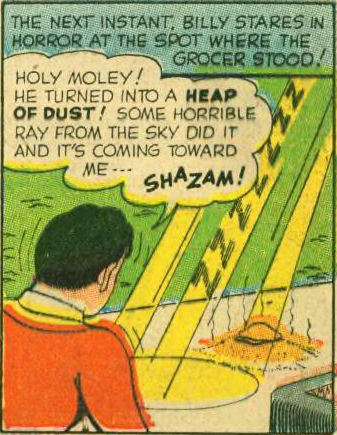 THE NEXT INSTANT, BILLY STARES IN
HORROR AT THE SPOT WHERE THE
GROCER STOOD!
HOLY MOLEY!
HE TURNED INTO A HEAP
OF DUST! SOME HORRIBLE
RAY FROM THE SKY DID IT
AND IT'S COMING TOWARD
ME---
SHAZAM!
ZZZZZZZZZZ